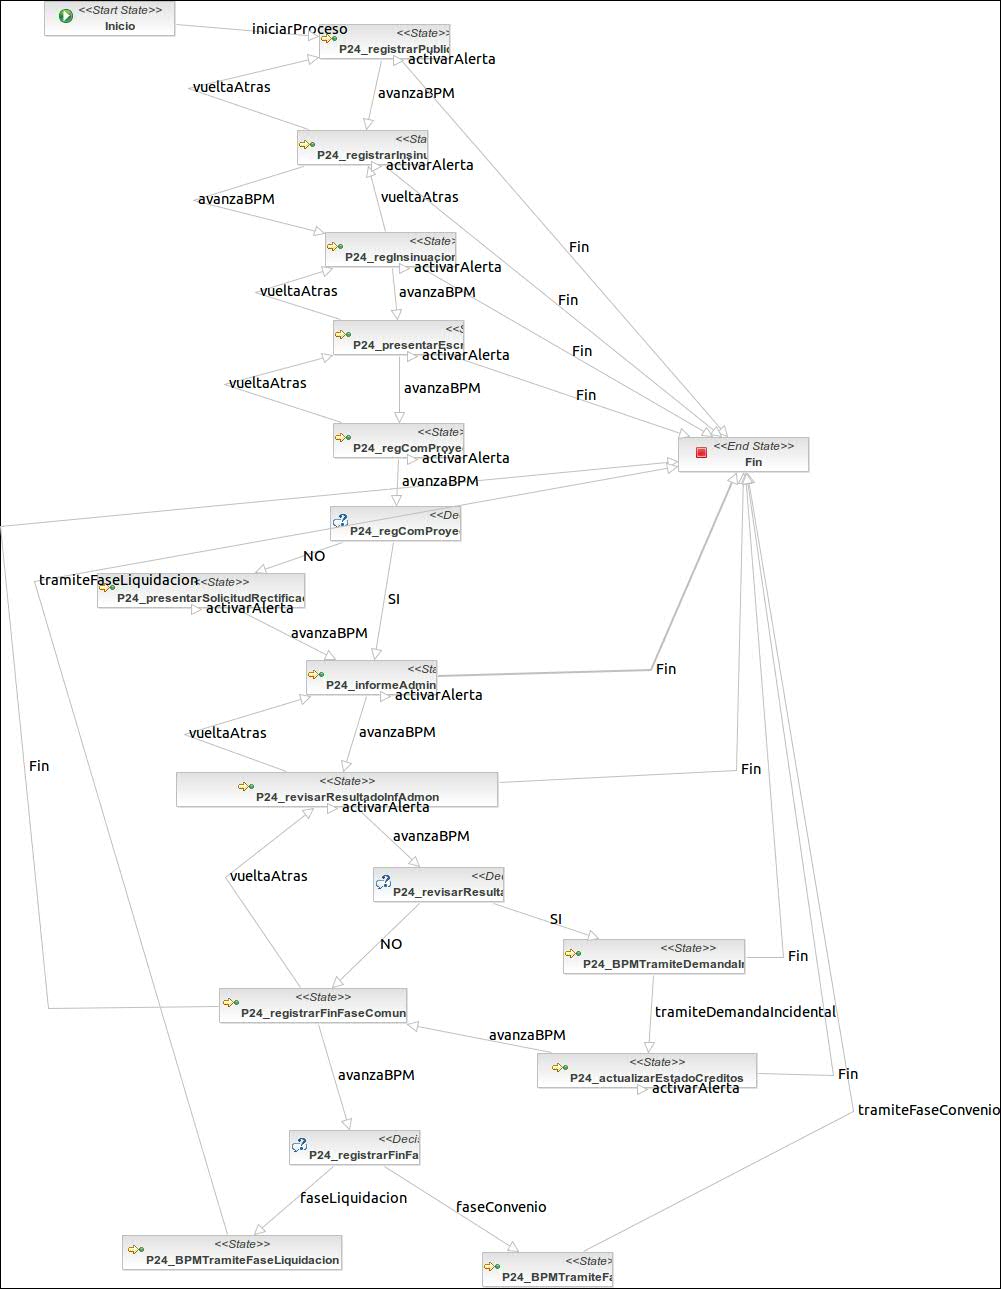 <<Start State>>
Inicio
iniciarProceso
<<State>
P24_registrarPublic
activarAlerta
vueltaAtras
avanzaBPM
<<Sta
P24_registrarInsinu
activarAlerta
avanzaBPM
vueltaAtras
Fin
<<State>
P24_regInsinuacion
activarAlerta
vueltaAtras
avanzaBPM
Fin
<<S
P24_presentarEscr
activarAlerta
Fin
vueltaAtras
avanzaBPM
Fin
<<State>
P24_regComProye
activarAlerta
<<End State>>
Fin
avanzaBPM
<<De
P24_regComProye
NO
tramiteFaseLiquidacion
<<State>>
P24_presentarSolicitudRectificac
activarAlerta
SI
avanzaBPM
<<Sta
P24_informeAdmin
activarAlerta
Fin
vueltaAtras
avanzaBPM
Fin
<<State>>
P24_revisarResultadoInfAdmon
activarAlerta
Fin
avanzaBPM
vueltaAtras
<<Dec
P24_revisarResulta
SI
NO
<<State>>
P24_BPMTramiteDemandaIn
Fin
<<State>>
P24_registrarFinFaseComun
tramiteDemandaIncidental
avanzaBPM
<<State>>
P24_actualizarEstadoCreditos
activarAlerta
Fin
avanzaBPM
tramiteFaseConvenio
<<Decis
P24_registrarFinFa
faseLiquidacion
faseConvenio
<<State>>
P24_BPMTramiteFaseLiquidacion
<<State>
P24_BPMTramiteFa